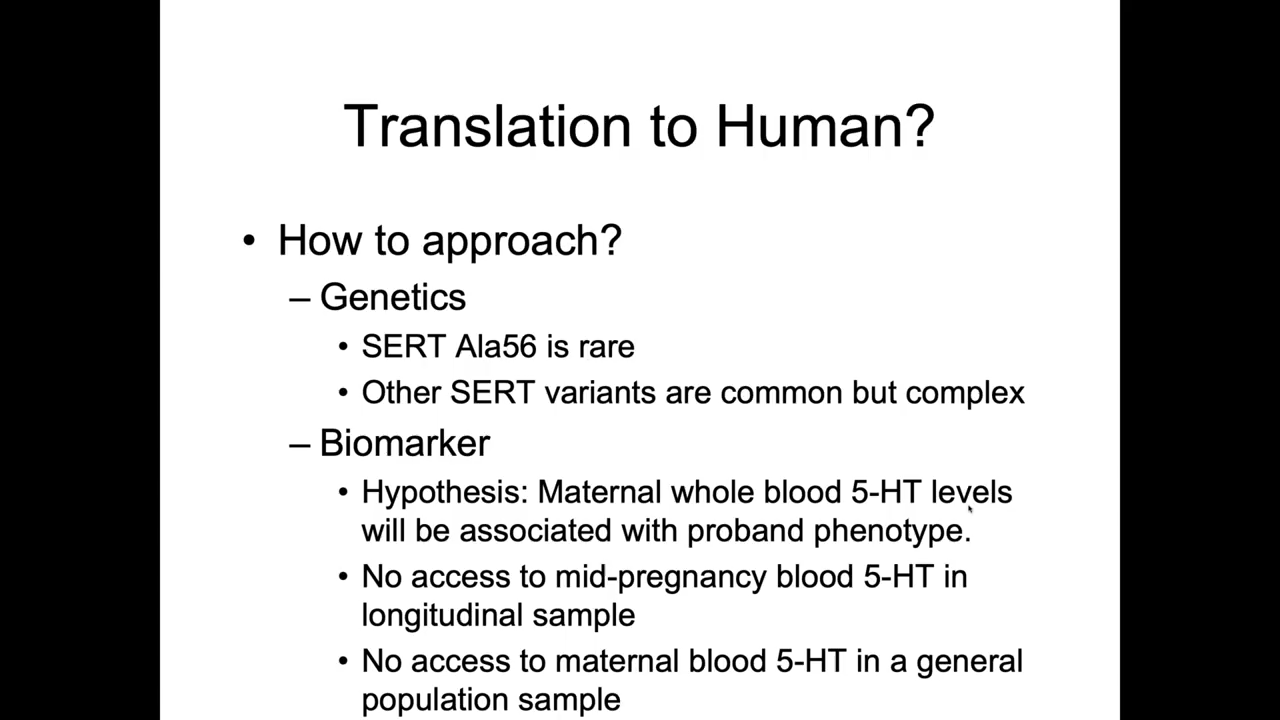 Translation to Human?
• How to approach?
– Genetics
• SERT Ala56 is rare
• Other SERT variants are common but complex
– Biomarker
• Hypothesis: Maternal whole blood 5-HT levels
will be associated with proband phenotype.
• No access to mid-pregnancy blood 5-HT in
longitudinal sample
• No access to maternal blood 5-HT in a general
population sample